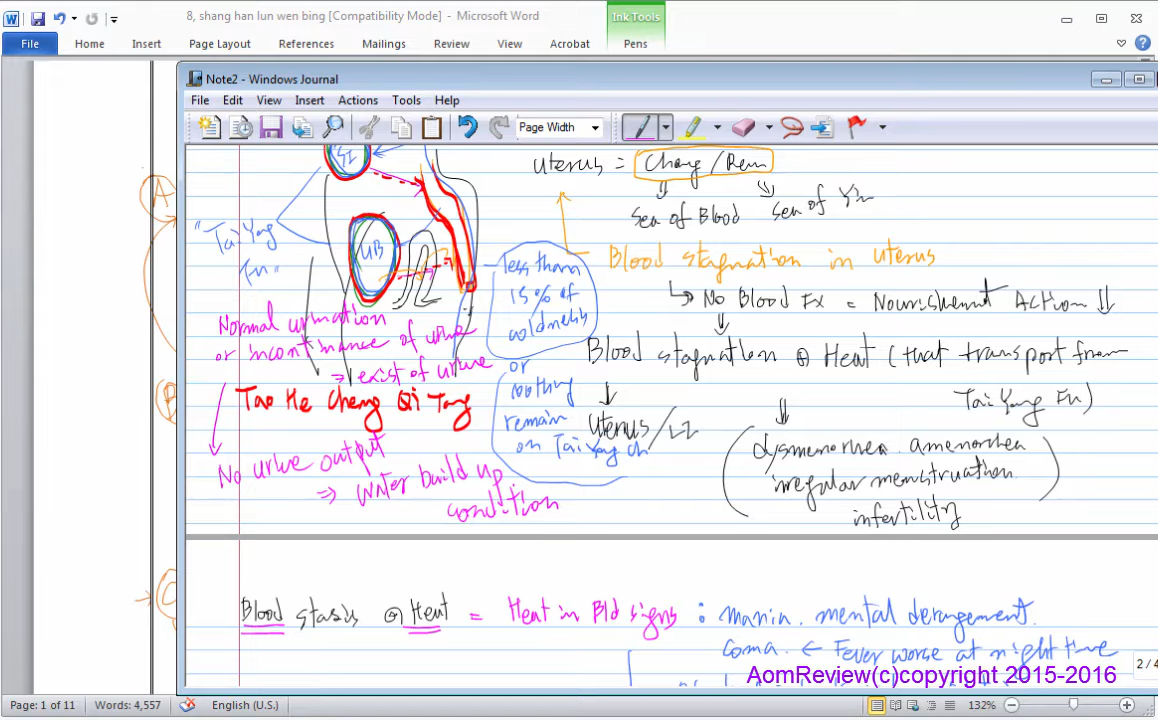 8, shang han lun wen bing [Compatibility Mode] - Microsoft Word
Ink Tools
File Home Insert Page Layout References Mailings Review View Acrobat Pens
Note2 - Windows Journal
File Edit View Insert Actions Tools Help
Page Width
SI
UB
"Tai Yang
Fu"
A
B
C
uterus = Chong/Ren
Sea of Blood
Sea of Yin
Blood stagnation in uterus
No Blood Fx = Nourishment Action ↓↓
Blood stagnation ⊕ Heat (that transport from
Tai Yang Fu)
uterus/LI
dysmenorhea. amenorhea
irregular menstruation
infertility
less than
15% of
coldness
or
nothing
remain
on Tai Yang ch
Normal urination
or incontinance of urine
⇒ exist of urine
Tao He Cheng Qi Tang
No urine output
⇒ water build up
condition
Blood stasis ⊕ Heat = Heat in Bld signs : mania. mental derangement.
coma. ← Fever worse at night time
AomReview(c)copyright 2015-2016
2 / 4
Page: 1 of 11 Words: 4,557 English (U.S.) 132%